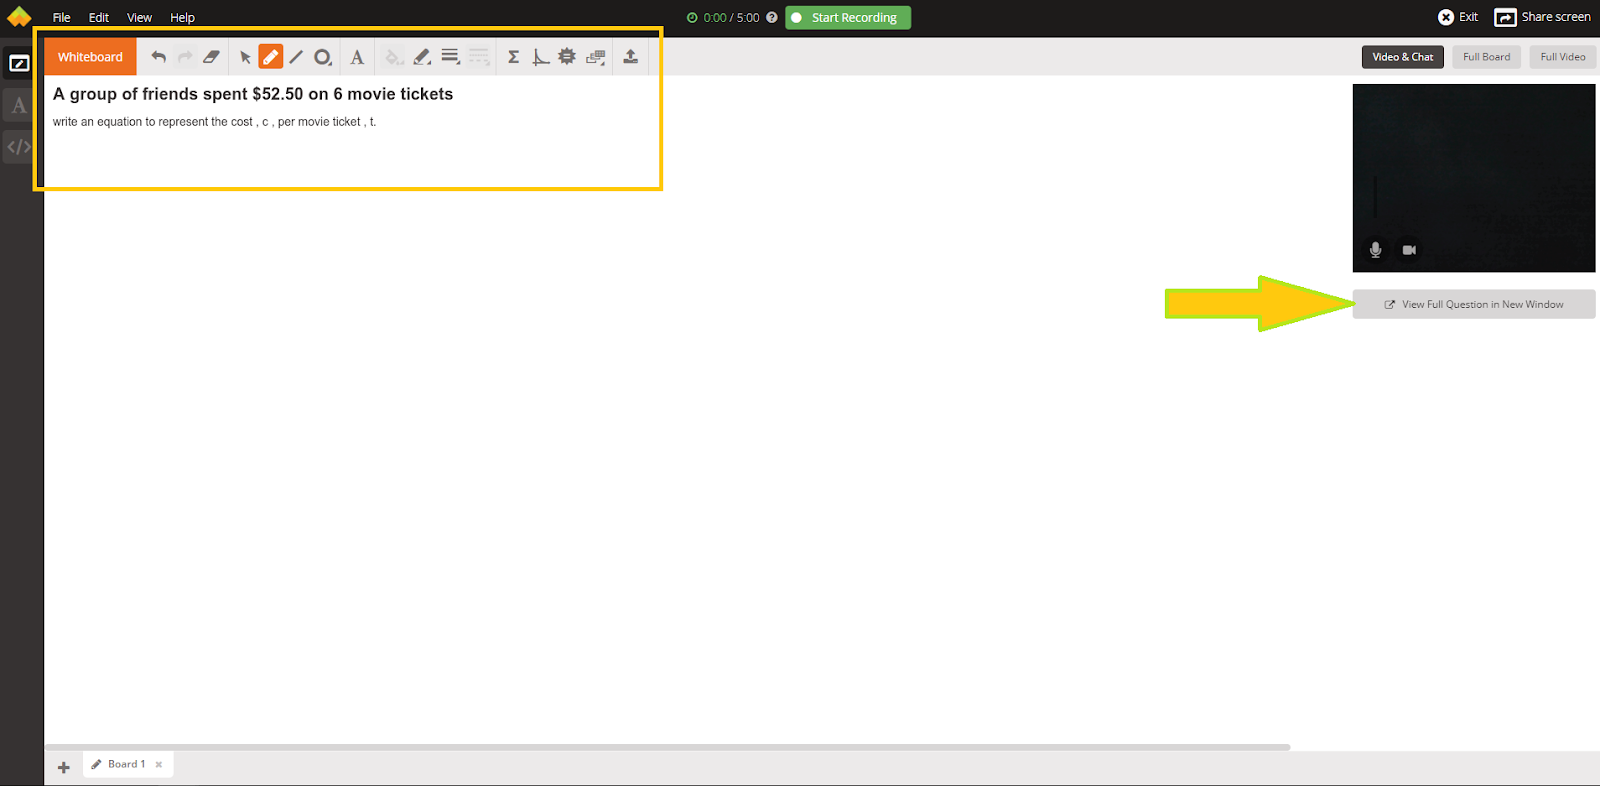 File Edit View Help
0:00 / 5:00 ? Start Recording
Exit Share screen
Whiteboard A Σ
Video & Chat Full Board Full Video
A
</>
A group of friends spent $52.50 on 6 movie tickets
write an equation to represent the cost , c , per movie ticket , t.
View Full Question in New Window
+ Board 1 ×